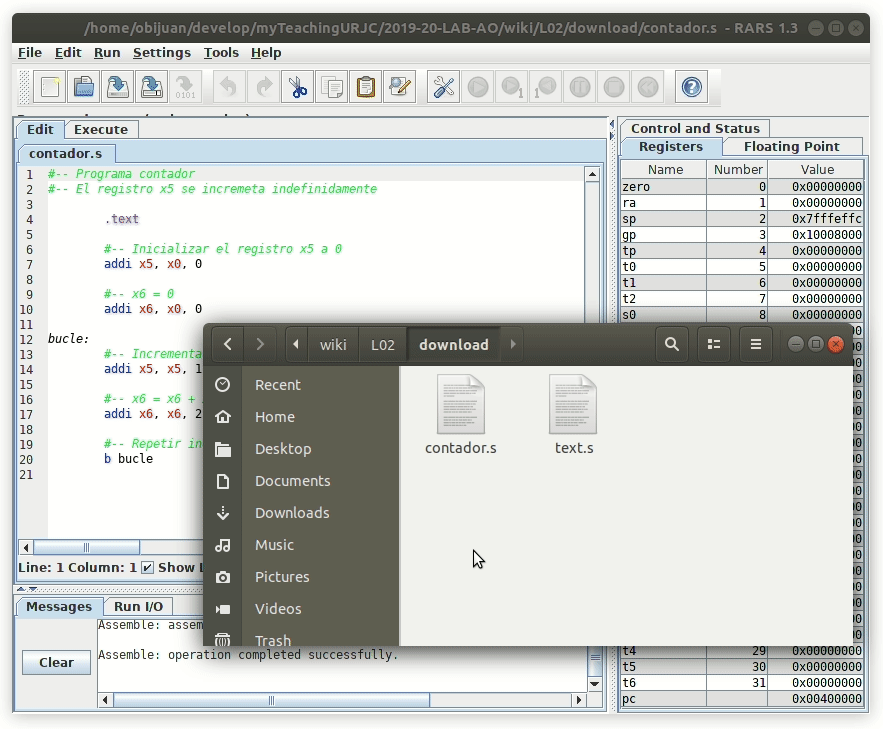 /home/obijuan/develop/myTeachingURJC/2019-20-LAB-AO/wiki/L02/download/contador.s - RARS 1.3
File Edit Run Settings Tools Help
Edit Execute
contador.s
1 #-- Programa contador
2 #-- El registro x5 se incremeta indefinidamente
3
4 .text
5
6 #-- Inicializar el registro x5 a 0
7 addi x5, x0, 0
8
9 #-- x6 = 0
10 addi x6, x0, 0
11
12 bucle:
13 #-- Incrementa
14 addi x5, x5, 1
15
16 #-- x6 = x6 +
17 addi x6, x6, 2
18
19 #-- Repetir in
20 b bucle
21
Line: 1 Column: 1 Show L
Messages Run I/O
Clear
Assemble: assem
Assemble: operation completed successfully.
Control and Status
Registers Floating Point
Name Number Value
zero 0 0x00000000
ra 1 0x00000000
sp 2 0x7fffeffc
gp 3 0x10008000
tp 4 0x00000000
t0 5 0x00000000
t1 6 0x00000000
t2 7 0x00000000
s0 8 0x00000000
t4 29 0x00000000
t5 30 0x00000000
t6 31 0x00000000
pc 0x00400000
wiki L02 download
Recent
Home
Desktop
Documents
Downloads
Music
Pictures
Videos
Trash
contador.s
text.s